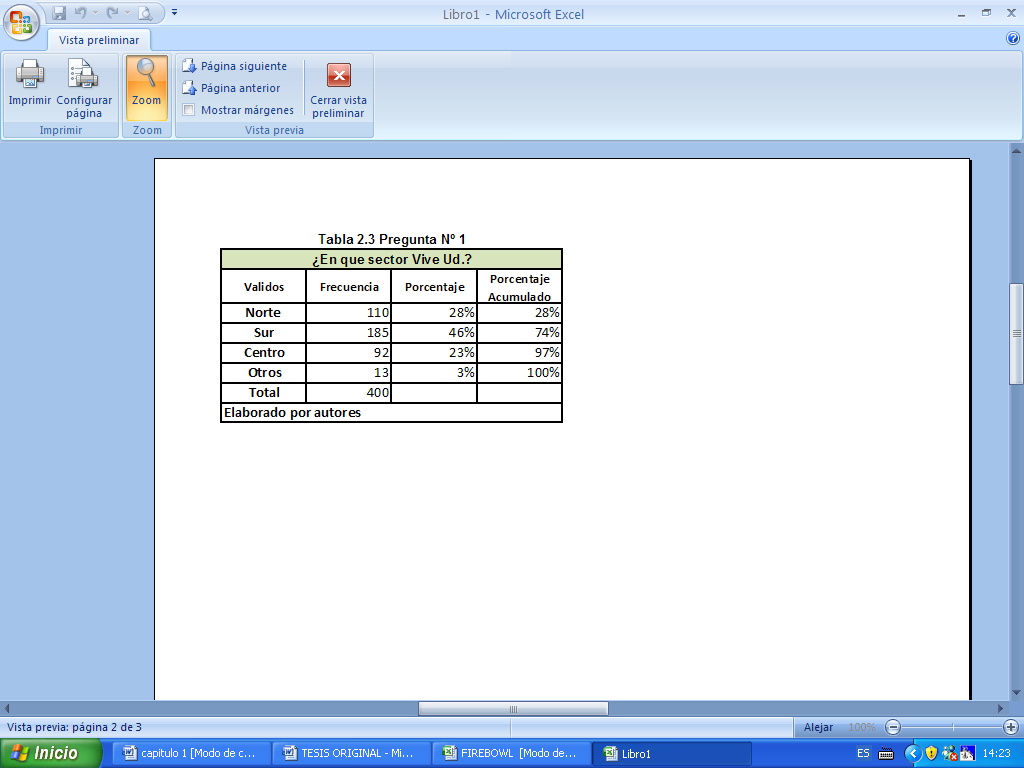 Libro1 - Microsoft Excel
Vista preliminar
Imprimir
Configurar página
Zoom
Página siguiente
Página anterior
Mostrar márgenes
Cerrar vista preliminar
Imprimir
Zoom
Vista previa
Tabla 2.3 Pregunta Nº 1
¿En que sector Vive Ud.?
Validos Frecuencia Porcentaje Porcentaje Acumulado
Norte 110 28% 28%
Sur 185 46% 74%
Centro 92 23% 97%
Otros 13 3% 100%
Total 400
Elaborado por autores
Vista previa: página 2 de 3
Alejar 100%
Inicio
capitulo 1 [Modo de c...
TESIS ORIGINAL - Mi...
FIREBOWL [Modo de...
Libro1
ES
14:23